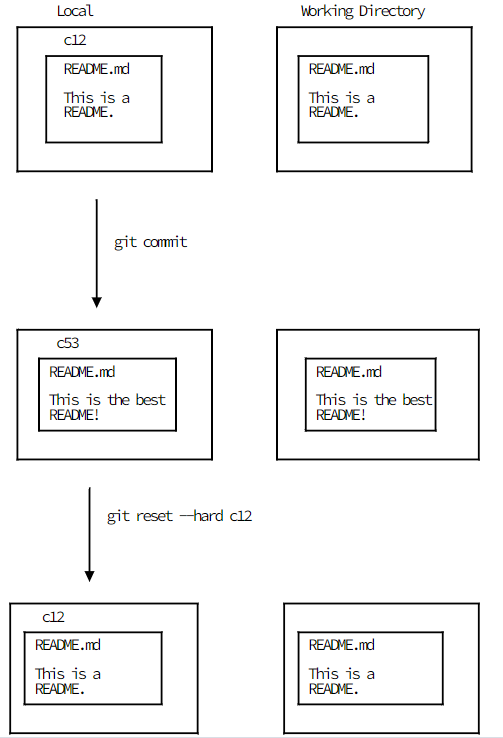 Local
Working Directory
c12
README.md
This is a
README.
README.md
This is a
README.
git commit
c53
README.md
This is the best
README!
README.md
This is the best
README!
git reset --hard c12
c12
README.md
This is a
README.
README.md
This is a
README.